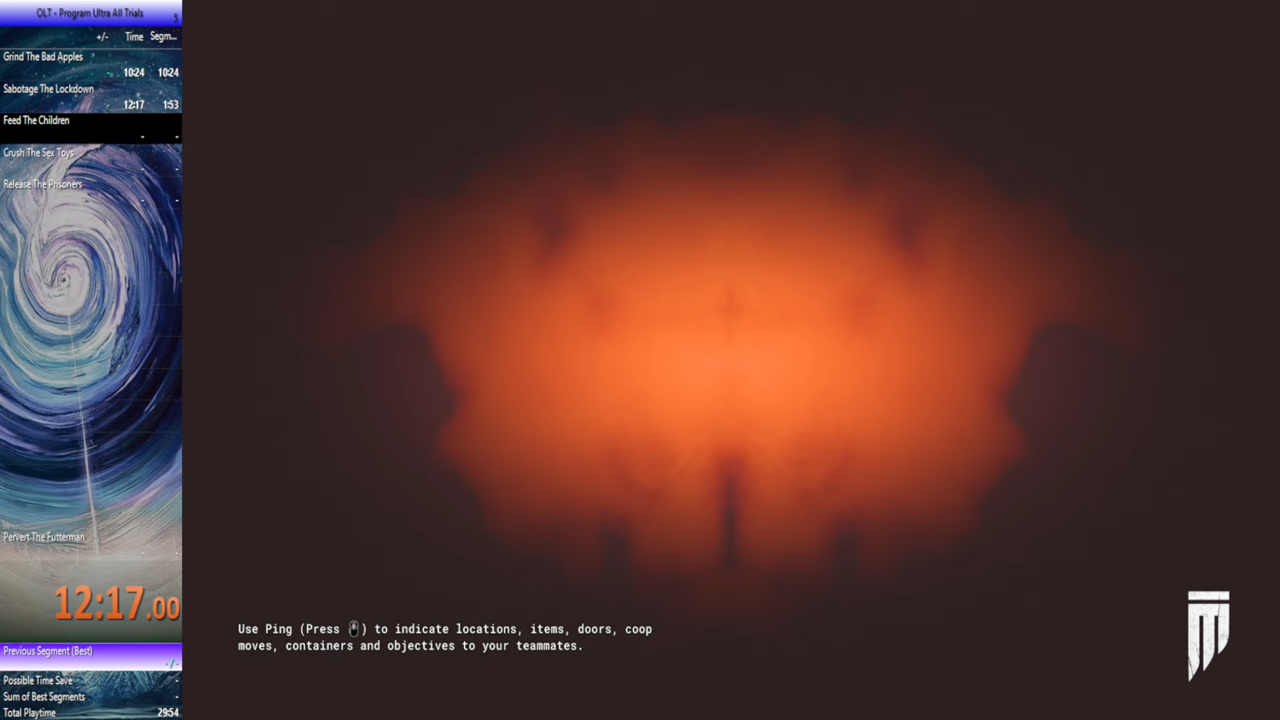 OLT - Program Ultra All Trials
5
+/- Time Segm...
Grind The Bad Apples
- 10:24 10:24
Sabotage The Lockdown
12:17 1:53
Feed The Children
- -
Crush The Sex Toys
- -
Release The Prisoners
- -
Pervert The Futterman
- -
12:17.00
Previous Segment (Best)
-/-
Possible Time Save -
Sum of Best Segments -
Total Playtime 29:54
Use Ping (Press ) to indicate locations, items, doors, coop
moves, containers and objectives to your teammates.